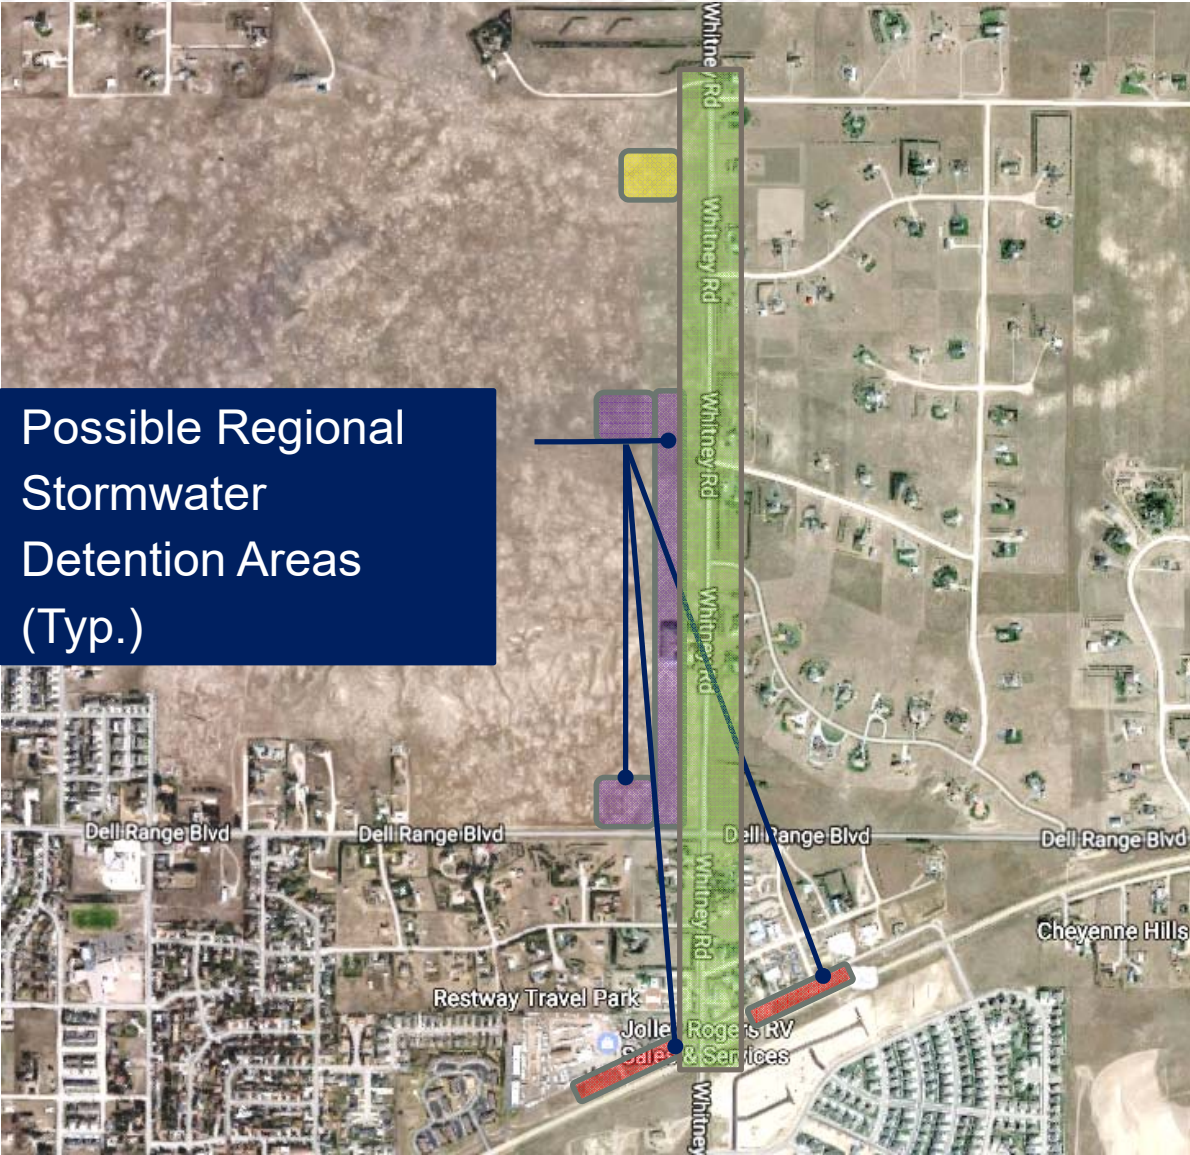 Whitney Rd
Whitney Rd
Possible Regional
Stormwater
Detention Areas
(Typ.)
Whitney Rd
Whitney Rd
Dell Range Blvd
Dell Range Blvd
Dell Range Blvd
Dell Range Blvd
Whitney Rd
Cheyenne Hills
Restway Travel Park
Jolley Rogers RV
Sales & Services
Whitney